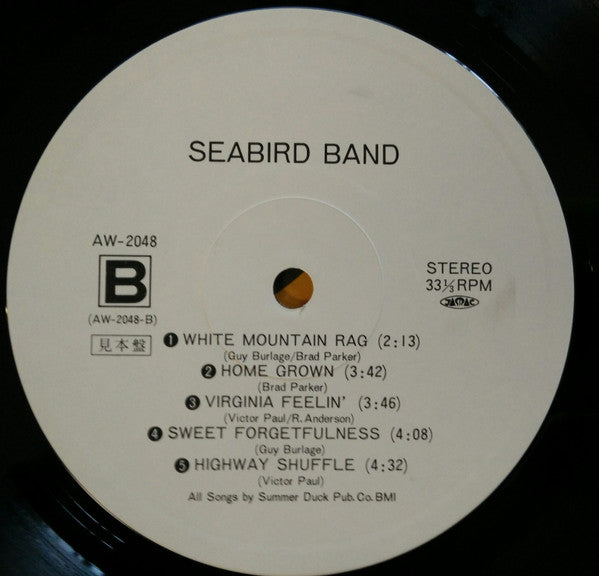 SEABIRD BAND
AW-2048
B
(AW-2048-B)
見本盤
STEREO
33⅓RPM
JASRAC
❶ WHITE MOUNTAIN RAG (2:13)
(Guy Burlage/Brad Parker)
❷ HOME GROWN (3:42)
(Brad Parker)
❸ VIRGINIA FEELIN' (3:46)
(Victor Paul/R. Anderson)
❹ SWEET FORGETFULNESS (4:08)
(Guy Burlage)
❺ HIGHWAY SHUFFLE (4:32)
(Victor Paul)
All Songs by Summer Duck Pub. Co. BMI